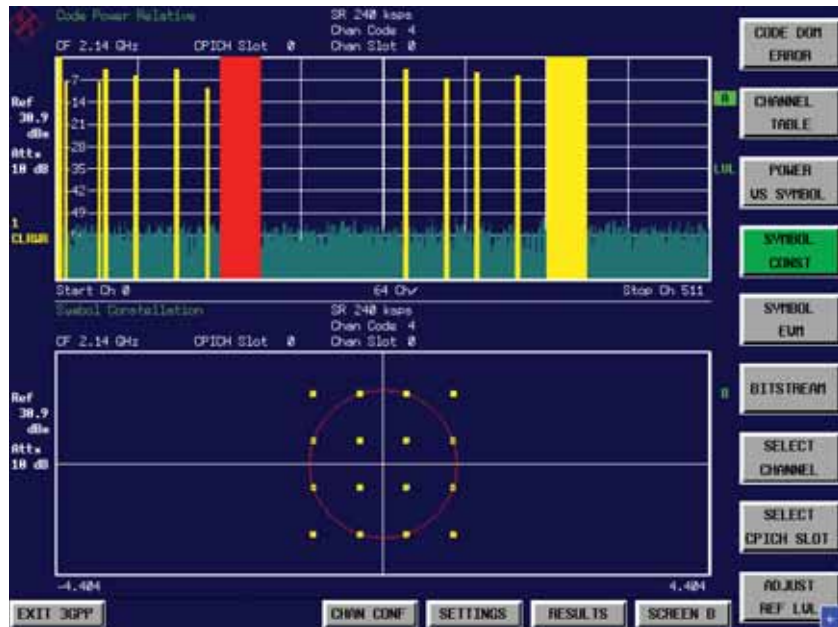 Code Power Relative
SR 240 ksps
Chan Code 4
CF 2.14 GHz CPICH Slot 0 Chan Slot 0
-7
-14
-21
-28
-35
-42
-49
Ref
30.9
dBm
Att*
10 dB
1
CLRWR
A
LVL
Start Ch 0 64 Ch/ Stop Ch 511
Symbol Constellation
SR 240 ksps
Chan Code 4
CF 2.14 GHz CPICH Slot 0 Chan Slot 0
Ref
30.9
dBm
Att*
10 dB
B
-4.404 4.404
CODE DOM
ERROR
CHANNEL
TABLE
POWER
VS SYMBOL
SYMBOL
CONST
SYMBOL
EVM
BITSTREAM
SELECT
CHANNEL
SELECT
CPICH SLOT
ADJUST
REF LVL
EXIT 3GPP CHAN CONF SETTINGS RESULTS SCREEN B